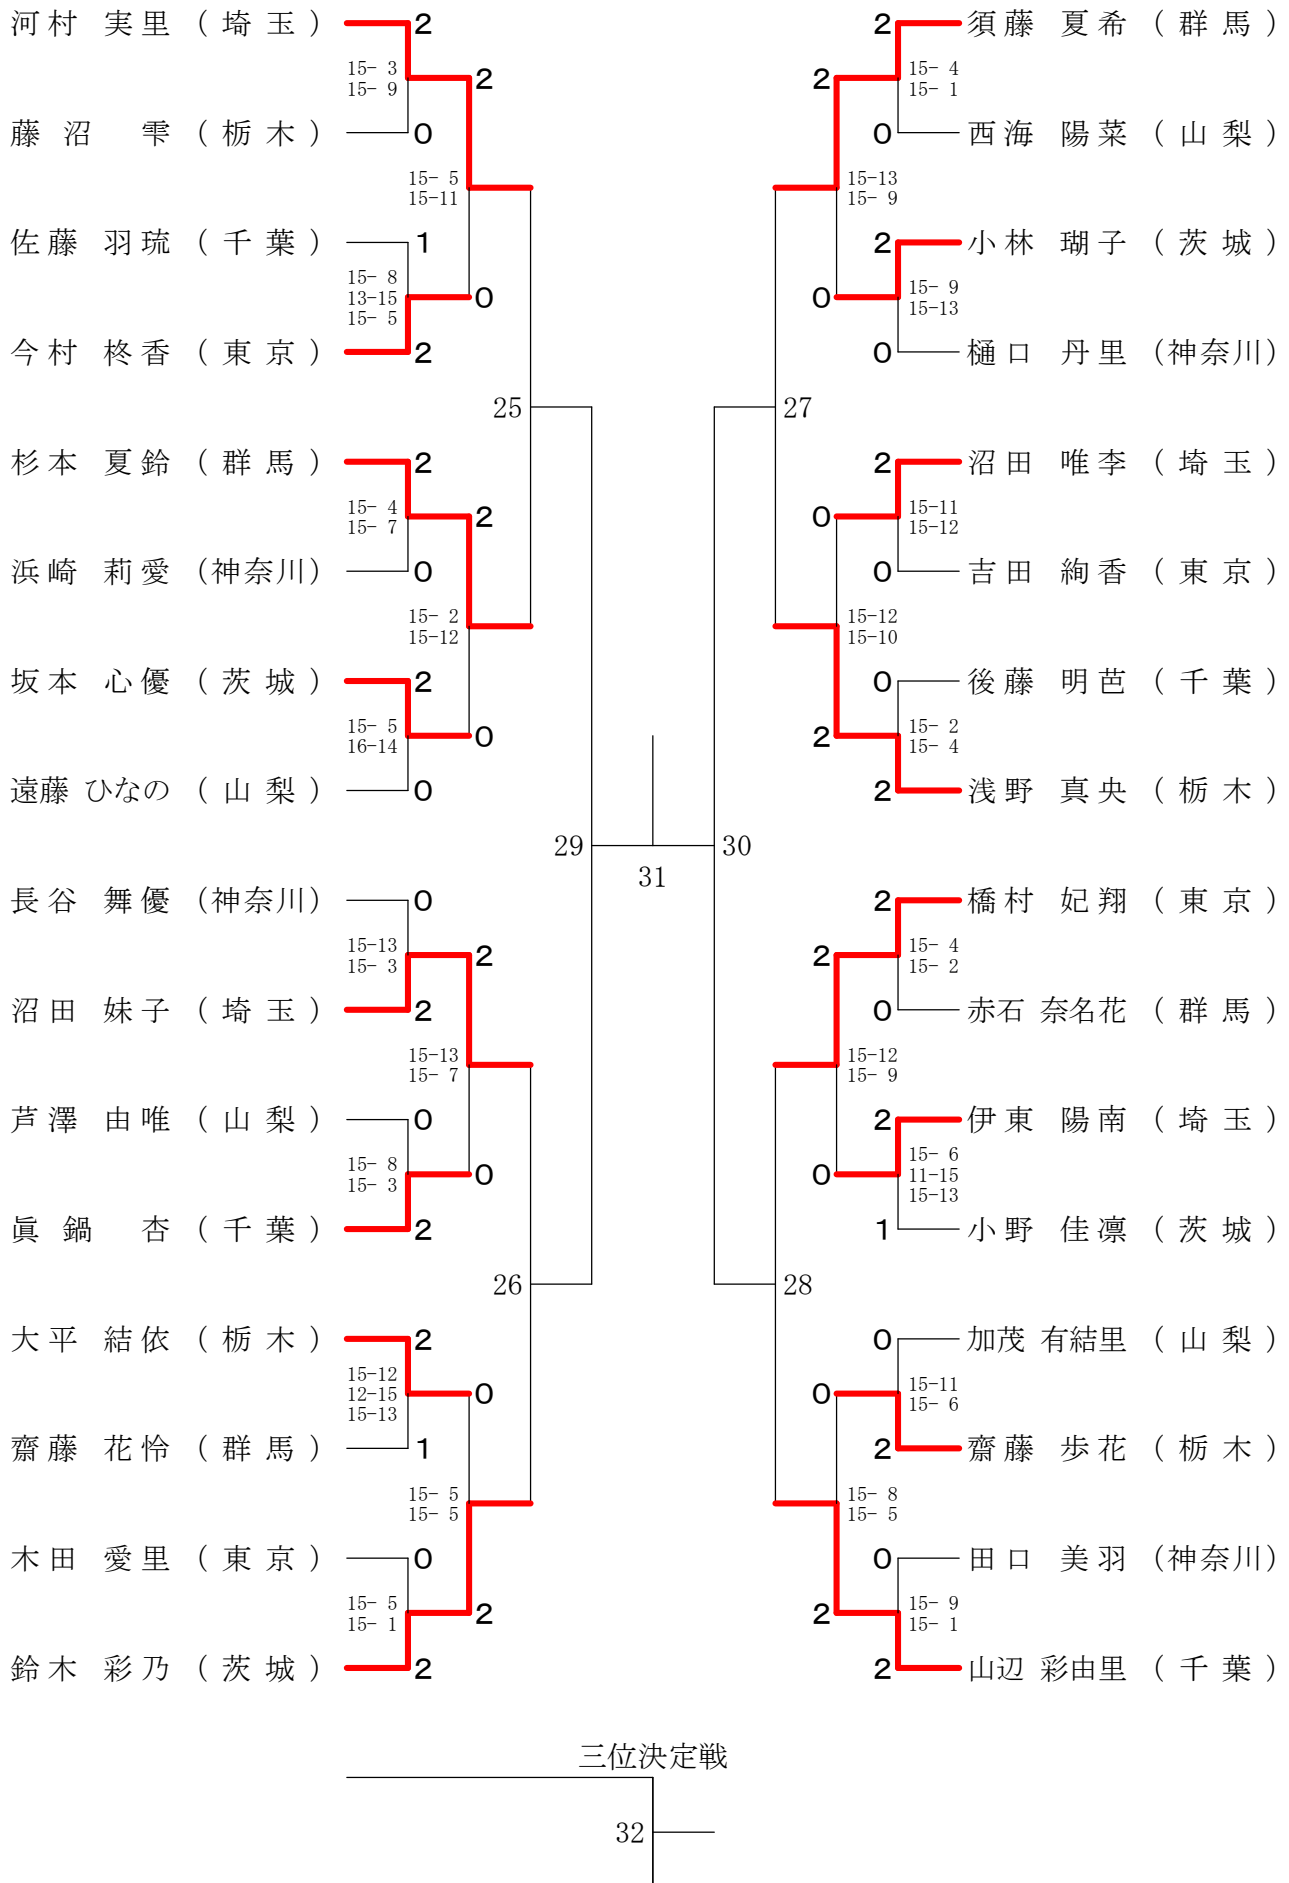 河村 実里 （ 埼 玉 ） 2
15- 3
15- 9
2
藤沼 雫 （ 栃 木 ） 0
15- 5
15-11
佐藤 羽琉 （ 千 葉 ） 1
15- 8
13-15
15- 5
0
今村 柊香 （ 東 京 ） 2
25
杉本 夏鈴 （ 群 馬 ） 2
15- 4
15- 7
2
浜崎 莉愛 （神奈川） 0
15- 2
15-12
坂本 心優 （ 茨 城 ） 2
15- 5
16-14
0
遠藤 ひなの （ 山 梨 ） 0
29
長谷 舞優 （神奈川） 0
15-13
15- 3
2
沼田 妹子 （ 埼 玉 ） 2
15-13
15- 7
芦澤 由唯 （ 山 梨 ） 0
15- 8
15- 3
0
眞鍋 杏 （ 千 葉 ） 2
26
大平 結依 （ 栃 木 ） 2
15-12
12-15
15-13
0
齋藤 花怜 （ 群 馬 ） 1
15- 5
15- 5
木田 愛里 （ 東 京 ） 0
15- 5
15- 1
2
鈴木 彩乃 （ 茨 城 ） 2
31
2 須藤 夏希 （ 群 馬 ）
2
15- 4
15- 1
0 西海 陽菜 （ 山 梨 ）
15-13
15- 9
2 小林 瑚子 （ 茨 城 ）
0
15- 9
15-13
0 樋口 丹里 （神奈川）
27
2 沼田 唯李 （ 埼 玉 ）
0
15-11
15-12
0 吉田 絢香 （ 東 京 ）
15-12
15-10
0 後藤 明芭 （ 千 葉 ）
2
15- 2
15- 4
2 浅野 真央 （ 栃 木 ）
30
2 橋村 妃翔 （ 東 京 ）
2
15- 4
15- 2
0 赤石 奈名花 （ 群 馬 ）
15-12
15- 9
2 伊東 陽南 （ 埼 玉 ）
0
15- 6
11-15
15-13
1 小野 佳凛 （ 茨 城 ）
28
0 加茂 有結里 （ 山 梨 ）
0
15-11
15- 6
2 齋藤 歩花 （ 栃 木 ）
15- 8
15- 5
0 田口 美羽 （神奈川）
2
15- 9
15- 1
2 山辺 彩由里 （ 千 葉 ）
三位決定戦
32